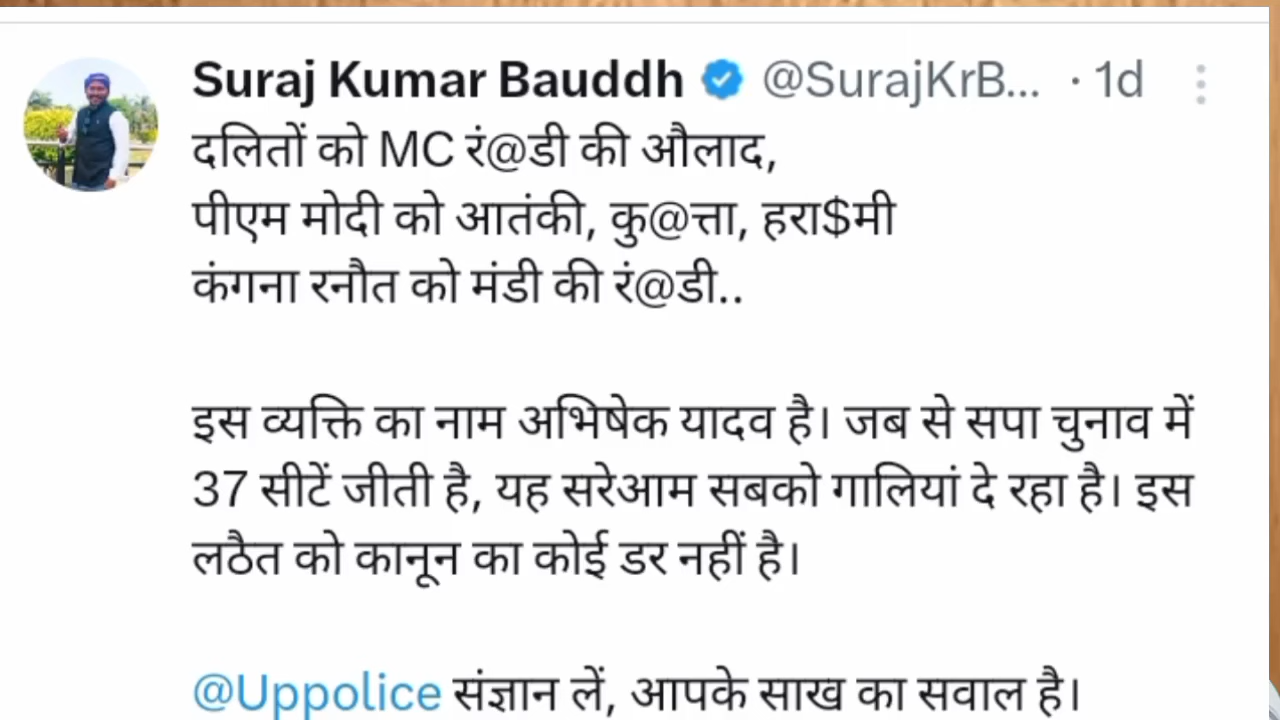 Suraj Kumar Bauddh @SurajKrB... · 1d
दलितों को MC रं@डी की औलाद,
पीएम मोदी को आतंकी, कु@त्ता, हरा$मी
कंगना रनौत को मंडी की रं@डी..
इस व्यक्ति का नाम अभिषेक यादव है। जब से सपा चुनाव में
37 सीटें जीती है, यह सरेआम सबको गालियां दे रहा है। इस
लठैत को कानून का कोई डर नहीं है।
@Uppolice संज्ञान लें, आपके साख का सवाल है।